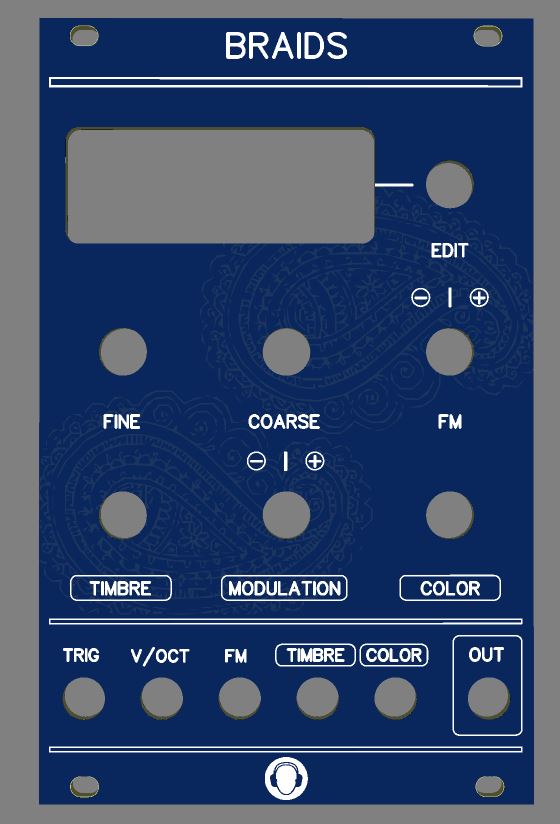 BRAIDS
EDIT
⊖ | ⊕
FINE COARSE FM
⊖ | ⊕
TIMBRE MODULATION COLOR
TRIG V/OCT FM TIMBRE COLOR OUT